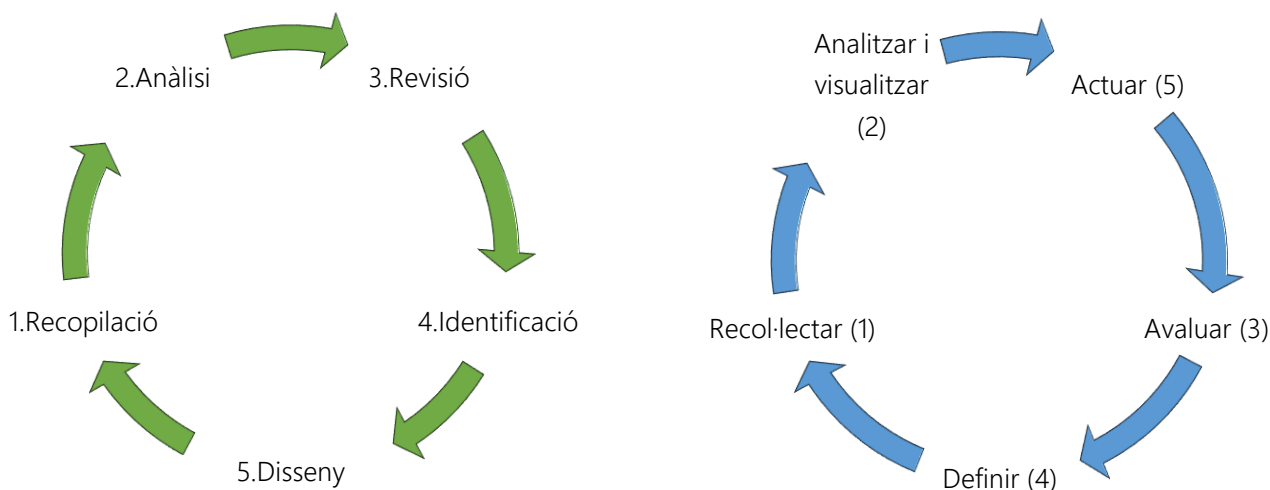 2.Anàlisi
3.Revisió
1.Recopilació
4.Identificació
5.Disseny
Analitzar i
visualitzar
(2)
Actuar (5)
Recol·lectar (1)
Avaluar (3)
Definir (4)